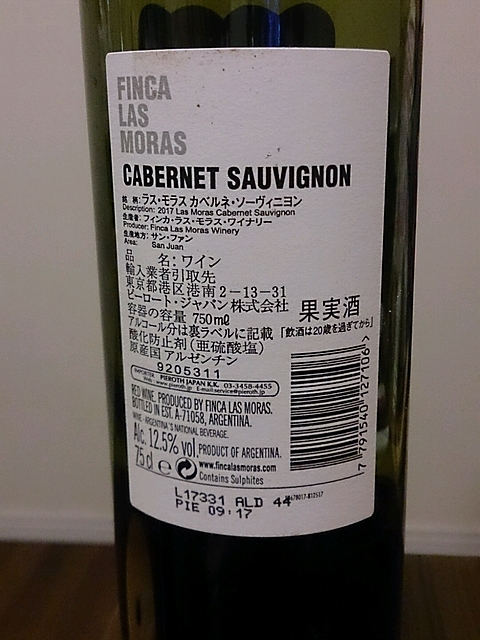 FINCA
LAS
MORAS
CABERNET SAUVIGNON
銘 柄:ラス・モラス カベルネ・ソーヴィニヨン
Description: 2017 Las Moras Cabernet Sauvignon
生産者:フィンカ・ラス・モラス・ワイナリー
Producer: Finca Las Moras Winery
生産地方:サン・ファン
Area: San Juan
品 名:ワイン
輸入業者引取先
東京都港区港南2-13-31
ピーロート・ジャパン株式会社
容器の容量 750mℓ
果実酒
アルコール分は裏ラベルに記載
「飲酒は20歳を過ぎてから」
酸化防止剤(亜硫酸塩)
原産国 アルゼンチン
9205311
IMPORTER PIEROTH JAPAN K.K. 03-3458-4455
Web: www.pieroth.jp E-mail:service@pieroth.jp
RED WINE. PRODUCED BY FINCA LAS MORAS.
BOTTLED IN EST. A-71058, ARGENTINA.
WINE - ARGENTINA´S NATIONAL BEVERAGE.
Alc. 12.5% vol. PRODUCT OF ARGENTINA.
75 cl e www.fincalasmoras.com
Contains Sulphites
7 791540 127106 >
L17331 ALD 44
PIE 09:17